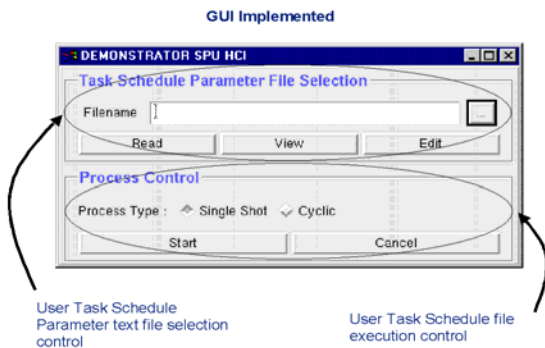 GUI Implemented
DEMONSTRATOR SPU HCI
Task Schedule Parameter File Selection
Filename
...
Read View Edit
Process Control
Process Type : Single Shot Cyclic
Start Cancel
User Task Schedule
Parameter text file selection
control
User Task Schedule file
execution control